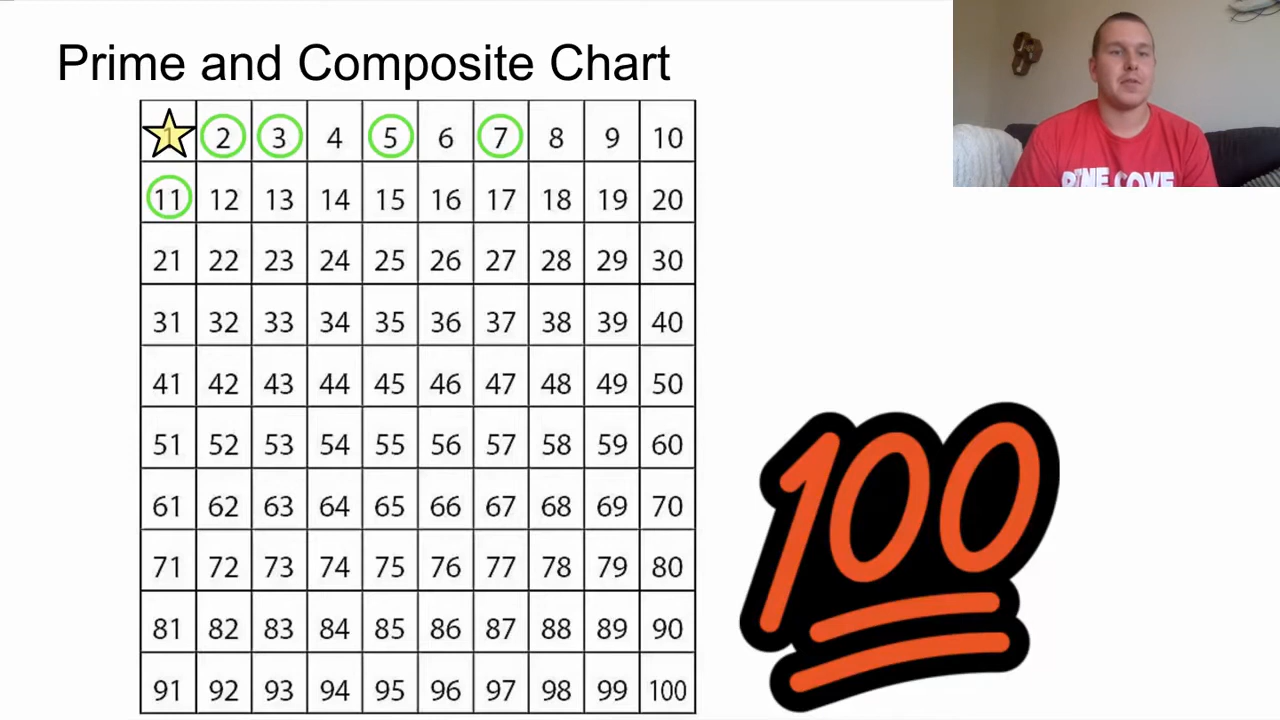 Prime and Composite Chart
1 2 3 4 5 6 7 8 9 10
11 12 13 14 15 16 17 18 19 20
21 22 23 24 25 26 27 28 29 30
31 32 33 34 35 36 37 38 39 40
41 42 43 44 45 46 47 48 49 50
51 52 53 54 55 56 57 58 59 60
61 62 63 64 65 66 67 68 69 70
71 72 73 74 75 76 77 78 79 80
81 82 83 84 85 86 87 88 89 90
91 92 93 94 95 96 97 98 99 100
PINE COVE
100